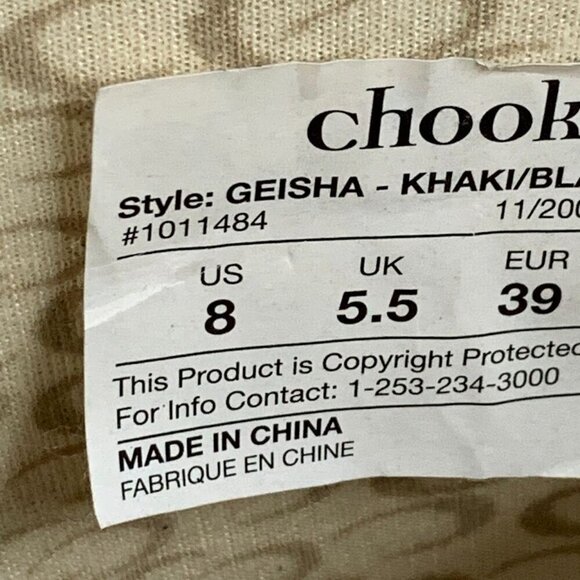 chook
Style: GEISHA - KHAKI/BLA
#1011484 11/200
US UK EUR
8 5.5 39
This Product is Copyright Protected
For Info Contact: 1-253-234-3000
MADE IN CHINA
FABRIQUE EN CHINE